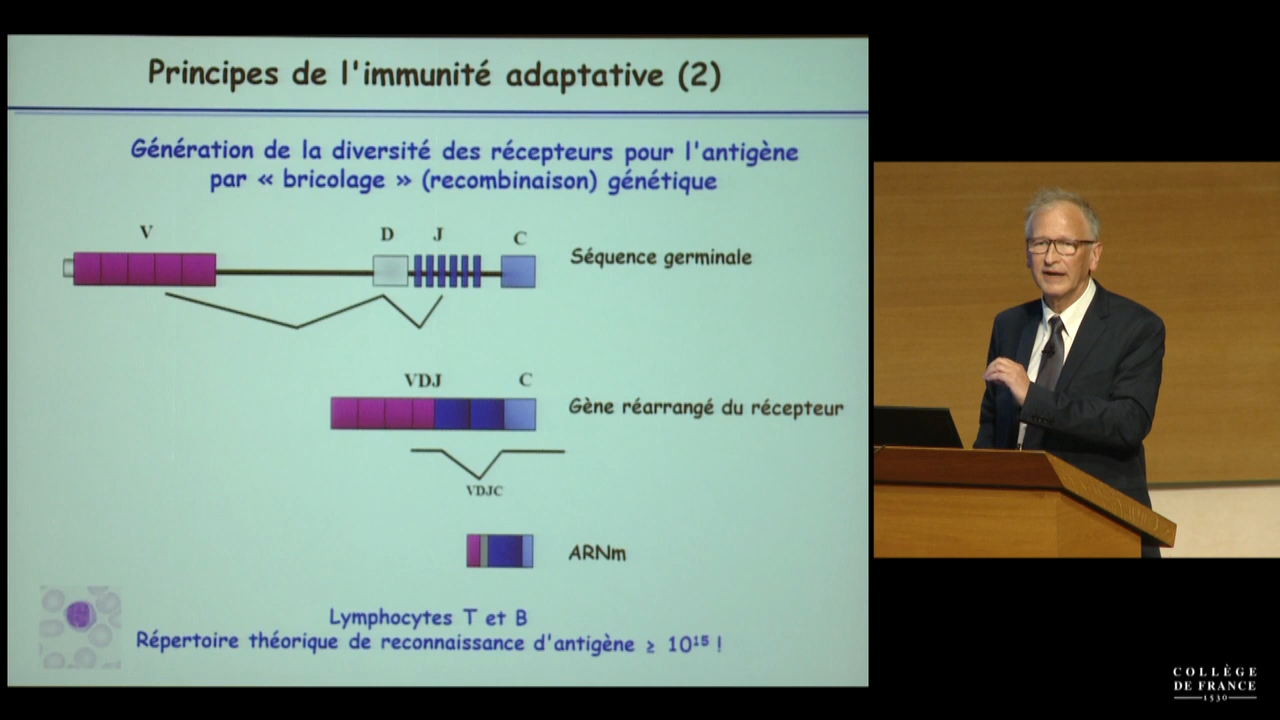 Principes de l'immunité adaptative (2)
Génération de la diversité des récepteurs pour l'antigène
par « bricolage » (recombinaison) génétique
V
D
J
C
Séquence germinale
VDJ
C
Gène réarrangé du récepteur
VDJC
ARNm
Lymphocytes T et B
Répertoire théorique de reconnaissance d'antigène ≥ 10¹⁵ !
COLLÈGE
DE FRANCE
1530